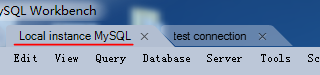 MySQL Workbench
Local instance MySQL × test connection ×
Edit View Query Database Server Tools